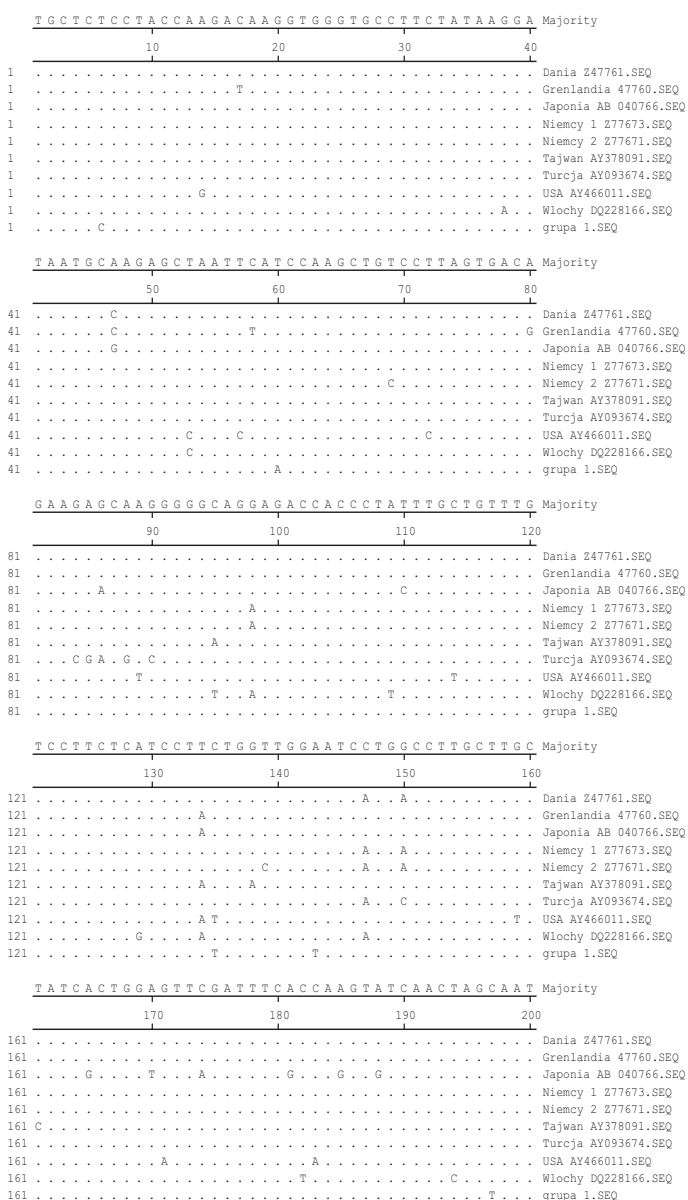 T G C T C T C C T A C C A A G A C A A G G T G G G T G C C T T C T A T A A G G A Majority
10 20 30 40
1 . . . . . . . . . . . . . . . . . . . . . . . . . . . . . . . . . . . . . . . . Dania Z47761.SEQ
1 . . . . . . . . . . . . . . . . T . . . . . . . . . . . . . . . . . . . . . . . Grenlandia 47760.SEQ
1 . . . . . . . . . . . . . . . . . . . . . . . . . . . . . . . . . . . . . . . . Japonia AB 040766.SEQ
1 . . . . . . . . . . . . . . . . . . . . . . . . . . . . . . . . . . . . . . . . Niemcy 1 Z77673.SEQ
1 . . . . . . . . . . . . . . . . . . . . . . . . . . . . . . . . . . . . . . . . Niemcy 2 Z77671.SEQ
1 . . . . . . . . . . . . . . . . . . . . . . . . . . . . . . . . . . . . . . . . Tajwan AY378091.SEQ
1 . . . . . . . . . . . . . . . . . . . . . . . . . . . . . . . . . . . . . . . . Turcja AY093674.SEQ
1 . . . . . . . . . . . . . G . . . . . . . . . . . . . . . . . . . . . . . . . . USA AY466011.SEQ
1 . . . . . . . . . . . . . . . . . . . . . . . . . . . . . . . . . . . . . A . . Wlochy DQ228166.SEQ
1 . . . . . C . . . . . . . . . . . . . . . . . . . . . . . . . . . . . . . . . . grupa 1.SEQ
T A A T G C A A G A G C T A A T T C A T C C A A G C T G T C C T T A G T G A C A Majority
50 60 70 80
41 . . . . . . C . . . . . . . . . . . . . . . . . . . . . . . . . . . . . . . . . Dania Z47761.SEQ
41 . . . . . . C . . . . . . . . . . T . . . . . . . . . . . . . . . . . . . . . G Grenlandia 47760.SEQ
41 . . . . . . G . . . . . . . . . . . . . . . . . . . . . . . . . . . . . . . . . Japonia AB 040766.SEQ
41 . . . . . . . . . . . . . . . . . . . . . . . . . . . . . . . . . . . . . . . . Niemcy 1 Z77673.SEQ
41 . . . . . . . . . . . . . . . . . . . . . . . . . . . . C . . . . . . . . . . . Niemcy 2 Z77671.SEQ
41 . . . . . . . . . . . . . . . . . . . . . . . . . . . . . . . . . . . . . . . . Tajwan AY378091.SEQ
41 . . . . . . . . . . . . . . . . . . . . . . . . . . . . . . . . . . . . . . . . Turcja AY093674.SEQ
41 . . . . . . . . . . . . C . . . C . . . . . . . . . . . . . . C . . . . . . . . USA AY466011.SEQ
41 . . . . . . . . . . . . C . . . . . . . . . . . . . . . . . . . . . . . . . . . Wlochy DQ228166.SEQ
41 . . . . . . . . . . . . . . . . . . . A . . . . . . . . . . . . . . . . . . . . grupa 1.SEQ
G A A G A G C A A G G G G G C A G G A G A C C A C C C T A T T T G C T G T T T G Majority
90 100 110 120
81 . . . . . . . . . . . . . . . . . . . . . . . . . . . . . . . . . . . . . . . . Dania Z47761.SEQ
81 . . . . . . . . . . . . . . . . . . . . . . . . . . . . . . . . . . . . . . . . Grenlandia 47760.SEQ
81 . . . . . A . . . . . . . . . . . . . . . . . . . . . . . C . . . . . . . . . . Japonia AB 040766.SEQ
81 . . . . . . . . . . . . . . . . . A . . . . . . . . . . . . . . . . . . . . . . Niemcy 1 Z77673.SEQ
81 . . . . . . . . . . . . . . . . . A . . . . . . . . . . . . . . . . . . . . . . Niemcy 2 Z77671.SEQ
81 . . . . . . . . . . . . . . A . . . . . . . . . . . . . . . . . . . . . . . . . Tajwan AY378091.SEQ
81 . . . C G A . G . C . . . . . . . . . . . . . . . . . . . . . . . . . . . . . . Turcja AY093674.SEQ
81 . . . . . . . . T . . . . . . . . . . . . . . . . . . . . . . . . T . . . . . . USA AY466011.SEQ
81 . . . . . . . . . . . . . . T . . A . . . . . . . . . . T . . . . . . . . . . . Wlochy DQ228166.SEQ
81 . . . . . . . . . . . . . . . . . . . . . . . . . . . . . . . . . . . . . . . . grupa 1.SEQ
T C C T T C T C A T C C T T C T G G T T G G A A T C C T G G C C T T G C T T G C Majority
130 140 150 160
121 . . . . . . . . . . . . . . . . . . . . . . . . . . A . . A . . . . . . . . . . Dania Z47761.SEQ
121 . . . . . . . . . . . . . A . . . . . . . . . . . . . . . . . . . . . . . . . . Grenlandia 47760.SEQ
121 . . . . . . . . . . . . . A . . . . . . . . . . . . . . . . . . . . . . . . . . Japonia AB 040766.SEQ
121 . . . . . . . . . . . . . . . . . . . . . . . . . . A . . A . . . . . . . . . . Niemcy 1 Z77673.SEQ
121 . . . . . . . . . . . . . . . . . . C . . . . . . . A . . A . . . . . . . . . . Niemcy 2 Z77671.SEQ
121 . . . . . . . . . . . . . A . . . A . . . . . . . . . . . . . . . . . . . . . . Tajwan AY378091.SEQ
121 . . . . . . . . . . . . . . . . . . . . . . . . . . A . . C . . . . . . . . . . Turcja AY093674.SEQ
121 . . . . . . . . . . . . . A T . . . . . . . . . . . . . . . . . . . . . . . T . USA AY466011.SEQ
121 . . . . . . . . G . . . . A . . . . . . . . . . . . A . . . . . . . . . . . . . Wlochy DQ228166.SEQ
121 . . . . . . . . . . . . . . T . . . . . . . T . . . . . . . . . . . . . . . . . grupa 1.SEQ
T A T C A C T G G A G T T C G A T T T C A C C A A G T A T C A A C T A G C A A T Majority
170 180 190 200
161 . . . . . . . . . . . . . . . . . . . . . . . . . . . . . . . . . . . . . . . . Dania Z47761.SEQ
161 . . . . . . . . . . . . . . . . . . . . . . . . . . . . . . . . . . . . . . . . Grenlandia 47760.SEQ
161 . . . . G . . . . T . . . A . . . . . . G . . . G . . G . . . . . . . . . . . . Japonia AB 040766.SEQ
161 . . . . . . . . . . . . . . . . . . . . . . . . . . . . . . . . . . . . . . . . Niemcy 1 Z77673.SEQ
161 . . . . . . . . . . . . . . . . . . . . . . . . . . . . . . . . . . . . . . . . Niemcy 2 Z77671.SEQ
161 C . . . . . . . . . . . . . . . . . . . . . . . . . . . . . . . . . . . . . . . Tajwan AY378091.SEQ
161 . . . . . . . . . . . . . . . . . . . . . . . . . . . . . . . . . . . . . . . . Turcja AY093674.SEQ
161 . . . . . . . . . . A . . . . . . . . . . . A . . . . . . . . . . . . . . . . . USA AY466011.SEQ
161 . . . . . . . . . . . . . . . . . . . . . T . . . . . . . . . . . C . . . . . . Wlochy DQ228166.SEQ
161 . . . . . . . . . . . . . . . . . . . . . . . . . . . . . . . . . . . . T . . . grupa 1.SEQ